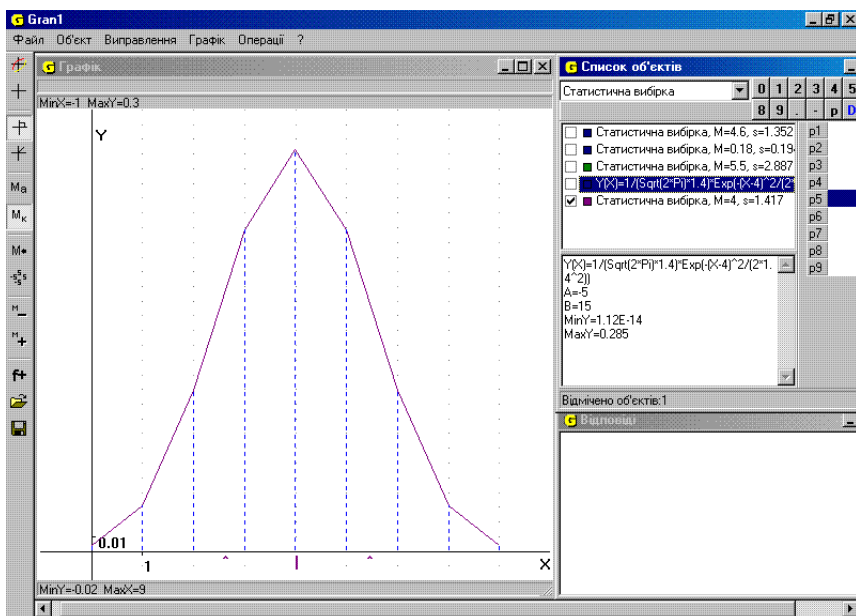 Gran1
Файл Об'єкт Виправлення Графік Операції ?
Графік
MinX=-1 MaxY=0.3
Y
0.01
1
X
MinY=-0.02 MaxX=9
Ma
Mк
M
M
M
f+
Список об'єктів
Статистична вибірка
0 1 2 3 4 5
8 9 . - p D
Статистична вибірка, M=4.6, s=1.352
Статистична вибірка, M=0.18, s=0.194
Статистична вибірка, M=5.5, s=2.887
Y(X)=1/(Sqrt(2*Pi)*1.4)*Exp(-(X-4)^2/(2*
Статистична вибірка, M=4, s=1.417
p1
p2
p3
p4
p5
p6
p7
p8
p9
Y(X)=1/(Sqrt(2*Pi)*1.4)*Exp(-(X-4)^2/(2*1.
4^2))
A=-5
B=15
MinY=1.12E-14
MaxY=0.285
Відмічено об'єктів:1
Відповіді